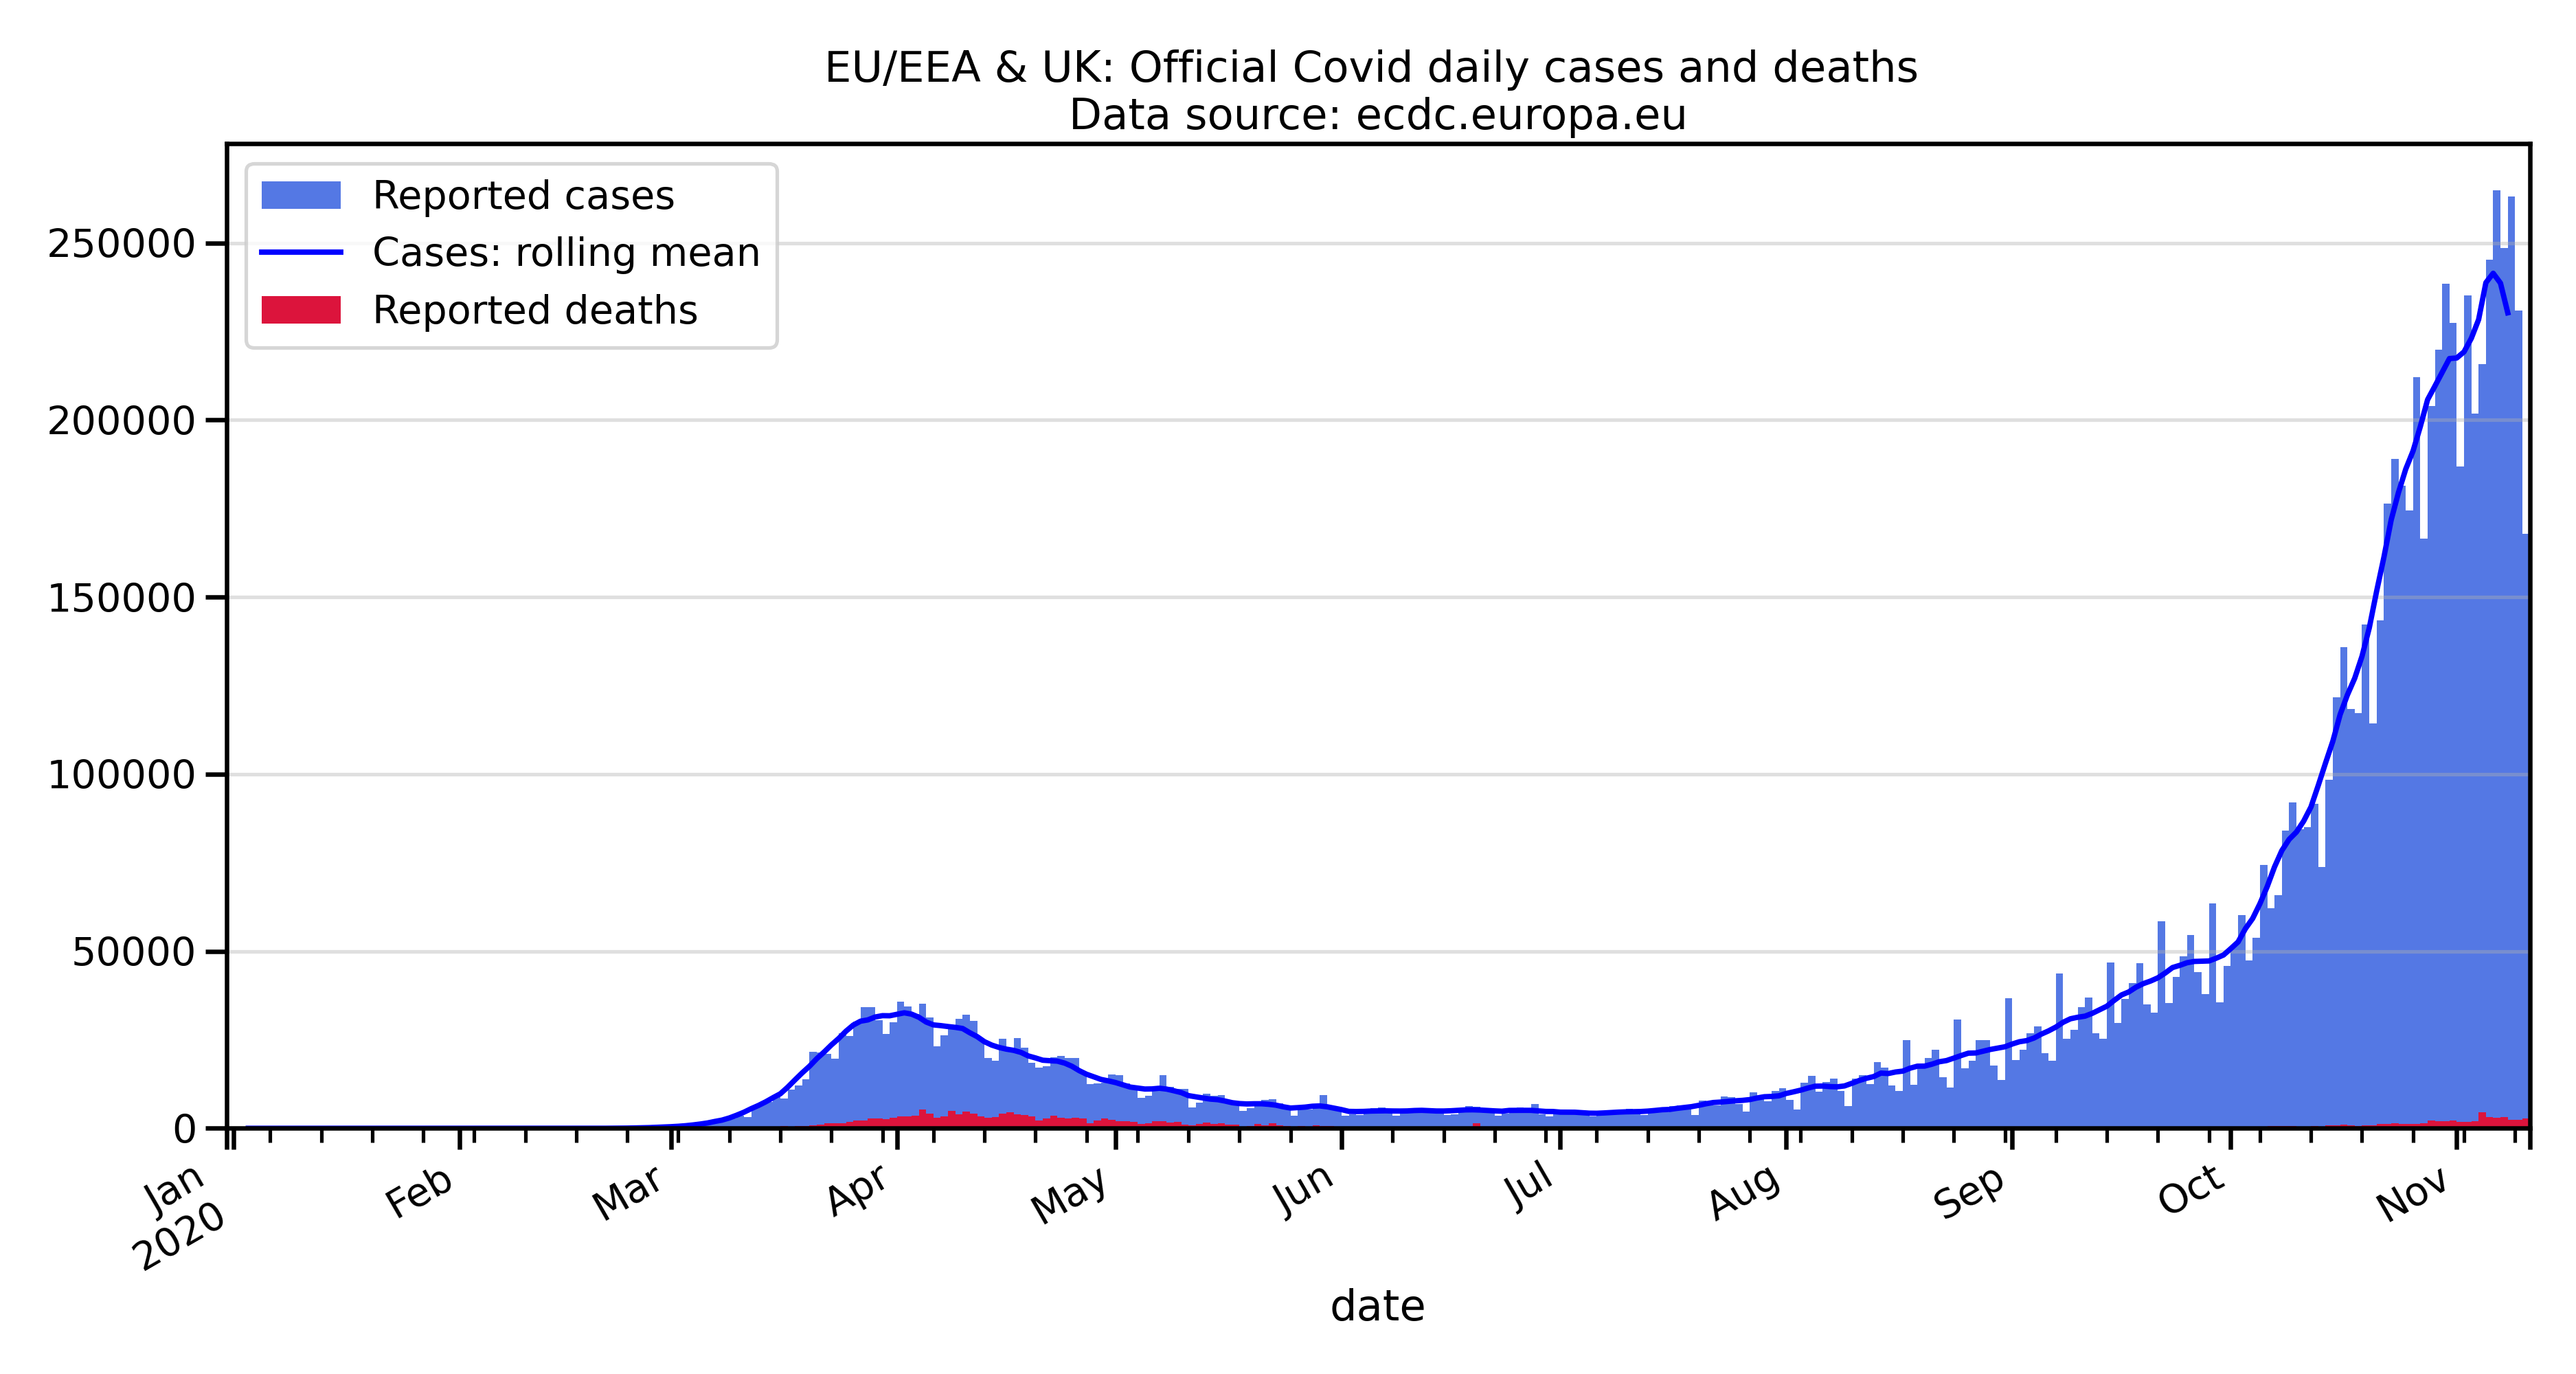 EU/EEA & UK: Official Covid daily cases and deaths
Data source: ecdc.europa.eu
Reported cases
Cases: rolling mean
Reported deaths
250000
200000
150000
100000
50000
0
Jan
2020
Feb
Mar
Apr
May
Jun
Jul
Aug
Sep
Oct
Nov
date